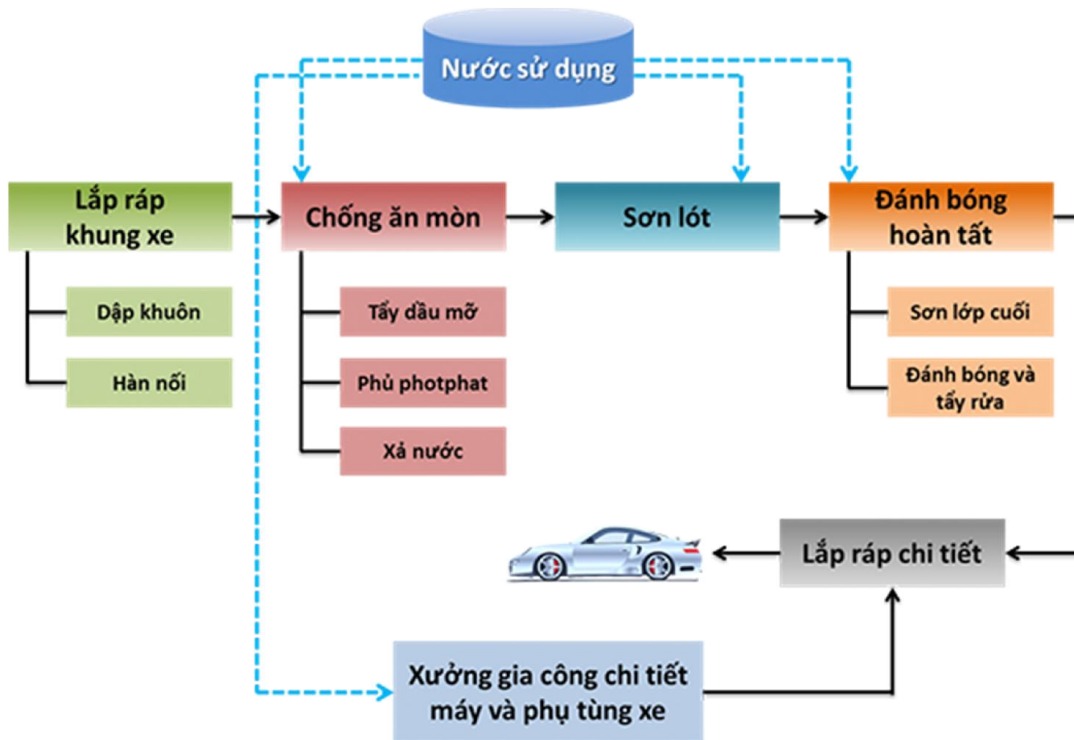 Nước sử dụng
Lắp ráp
khung xe
Chống ăn mòn
Sơn lót
Đánh bóng
hoàn tất
Dập khuôn
Hàn nối
Tẩy dầu mỡ
Phủ photphat
Xả nước
Sơn lớp cuối
Đánh bóng và
tẩy rửa
Lắp ráp chi tiết
Xưởng gia công chi tiết
máy và phụ tùng xe